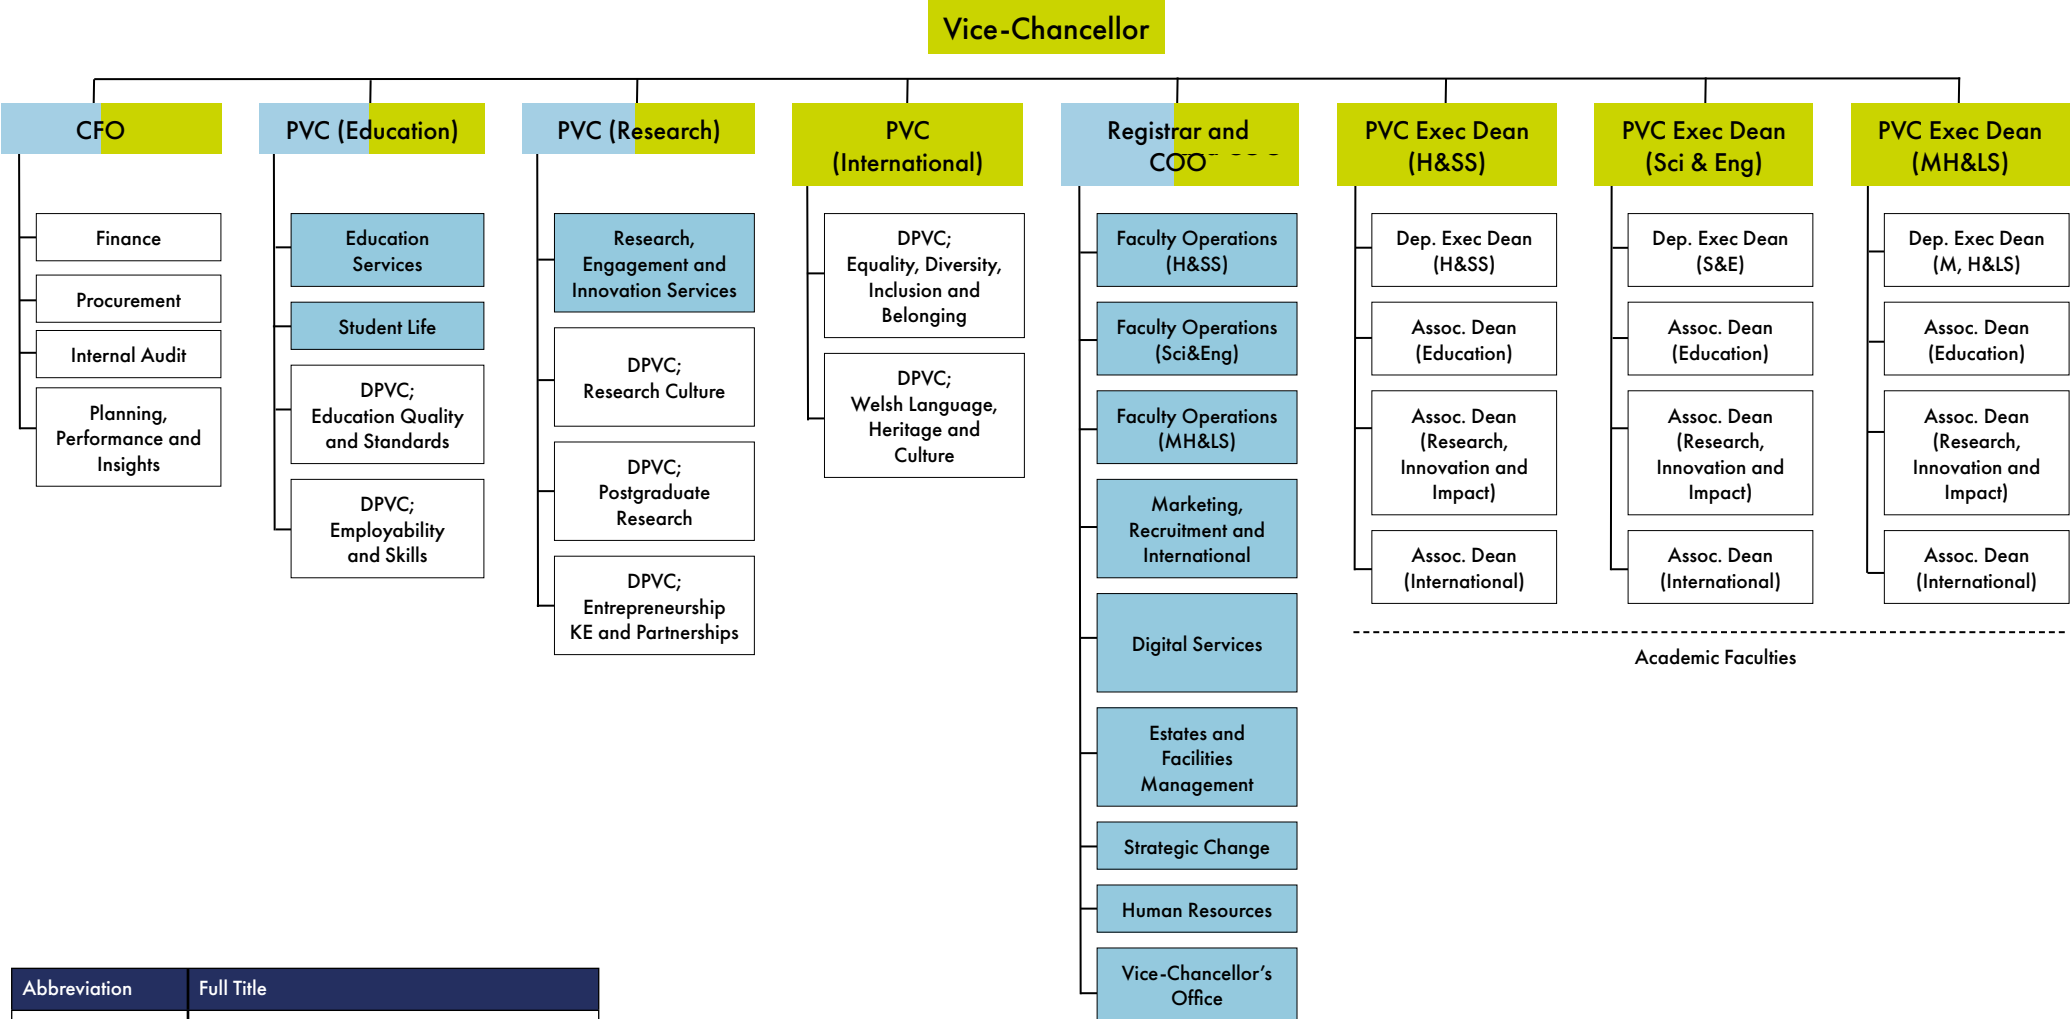 Vice-Chancellor
CFO
Finance
Procurement
Internal Audit
Planning,
Performance and
Insights
PVC (Education)
Education
Services
Student Life
DPVC;
Education Quality
and Standards
DPVC;
Employability
and Skills
PVC (Research)
Research,
Engagement and
Innovation Services
DPVC;
Research Culture
DPVC;
Postgraduate
Research
DPVC;
Entrepreneurship
KE and Partnerships
PVC
(International)
DPVC;
Equality, Diversity,
Inclusion and
Belonging
DPVC;
Welsh Language,
Heritage and
Culture
Registrar and
COO
Faculty Operations
(H&SS)
Faculty Operations
(Sci&Eng)
Faculty Operations
(MH&LS)
Marketing,
Recruitment and
International
Digital Services
Estates and
Facilities
Management
Strategic Change
Human Resources
Vice-Chancellor's
Office
PVC Exec Dean
(H&SS)
Dep. Exec Dean
(H&SS)
Assoc. Dean
(Education)
Assoc. Dean
(Research,
Innovation and
Impact)
Assoc. Dean
(International)
PVC Exec Dean
(Sci & Eng)
Dep. Exec Dean
(S&E)
Assoc. Dean
(Education)
Assoc. Dean
(Research,
Innovation and
Impact)
Assoc. Dean
(International)
PVC Exec Dean
(MH&LS)
Dep. Exec Dean
(M, H&LS)
Assoc. Dean
(Education)
Assoc. Dean
(Research,
Innovation and
Impact)
Assoc. Dean
(International)
Academic Faculties
Abbreviation
Full Title